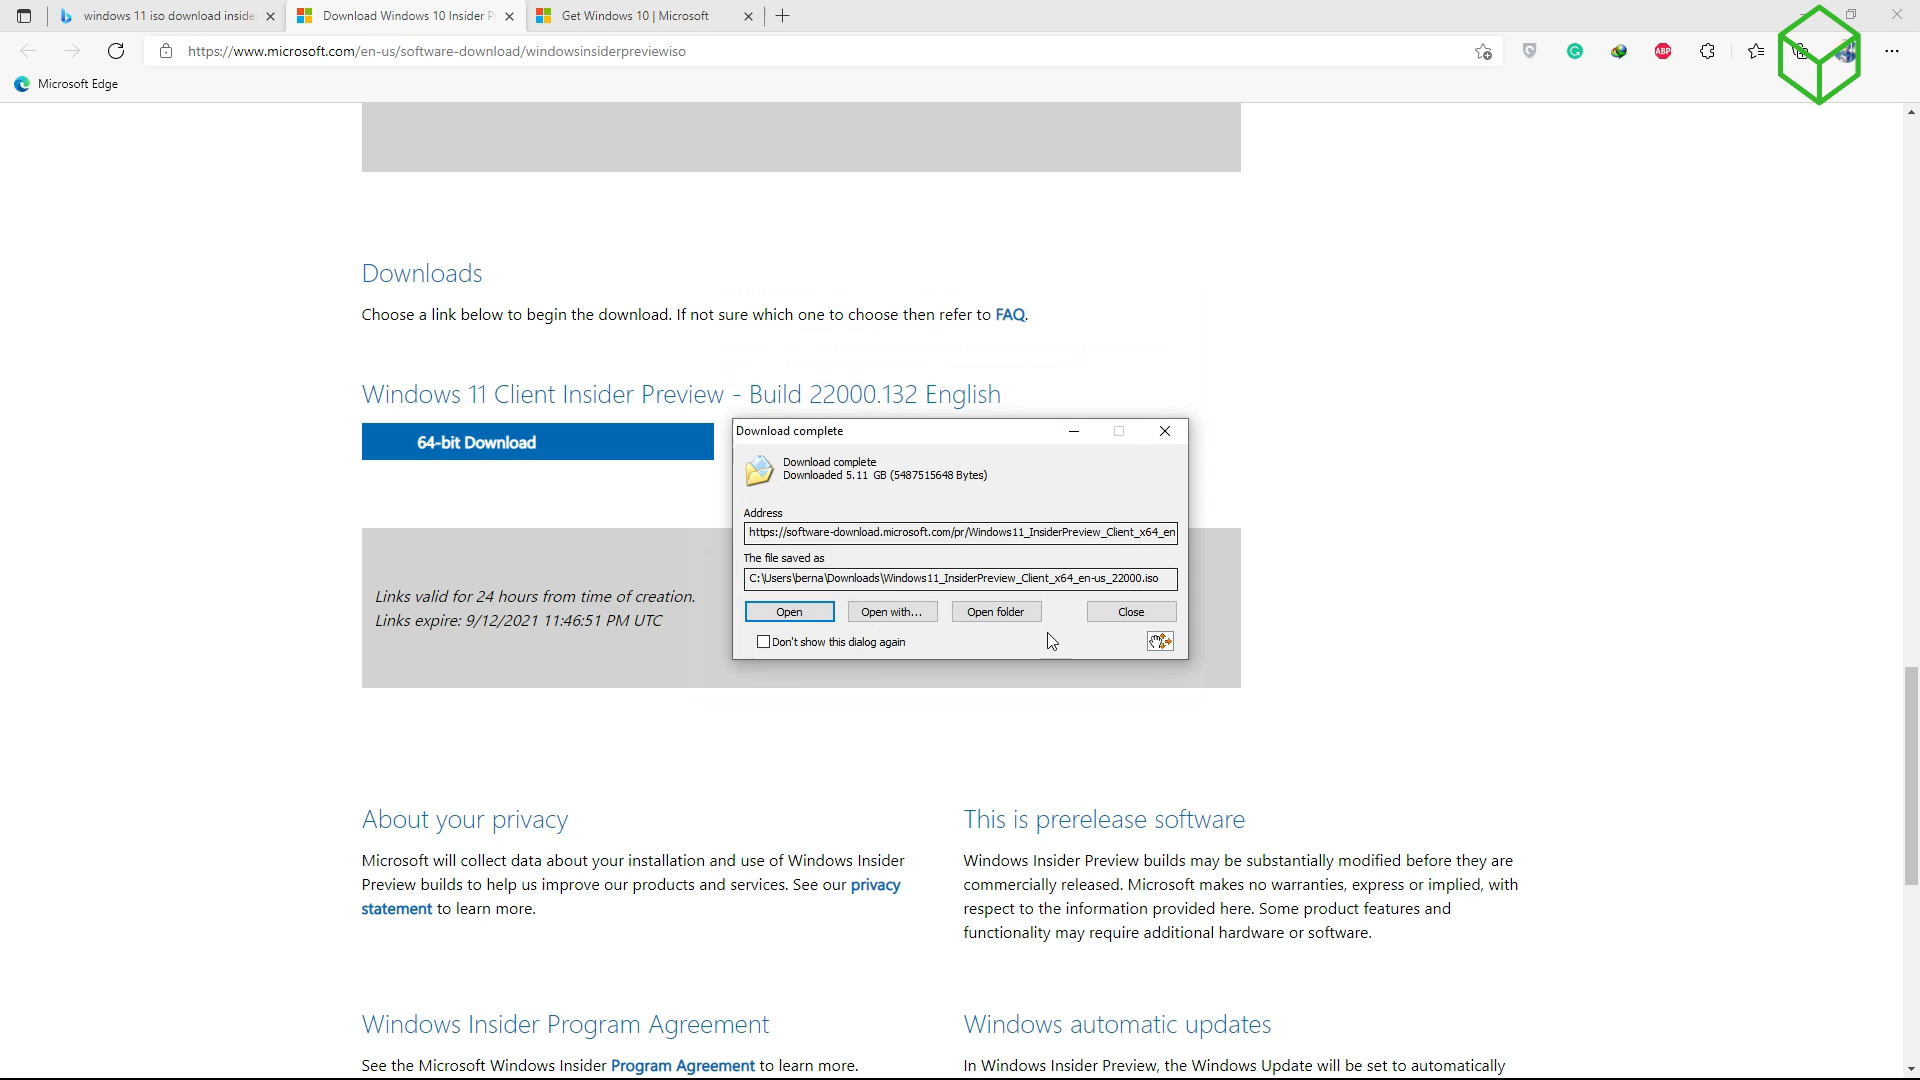 windows 11 iso download inside
Download Windows 10 Insider P
Get Windows 10 | Microsoft
https://www.microsoft.com/en-us/software-download/windowsinsiderpreviewiso
ABP
Microsoft Edge
Downloads
Choose a link below to begin the download. If not sure which one to choose then refer to FAQ.
Windows 11 Client Insider Preview - Build 22000.132 English
64-bit Download
Download complete
Download complete
Downloaded 5.11 GB (5487515648 Bytes)
Address
https://software-download.microsoft.com/pr/Windows11_InsiderPreview_Client_x64_en
The file saved as
C:\Users\berna\Downloads\Windows11_InsiderPreview_Client_x64_en-us_22000.iso
Open
Open with...
Open folder
Close
Don't show this dialog again
Links valid for 24 hours from time of creation.
Links expire: 9/12/2021 11:46:51 PM UTC
About your privacy
Microsoft will collect data about your installation and use of Windows Insider
Preview builds to help us improve our products and services. See our privacy
statement to learn more.
This is prerelease software
Windows Insider Preview builds may be substantially modified before they are
commercially released. Microsoft makes no warranties, express or implied, with
respect to the information provided here. Some product features and
functionality may require additional hardware or software.
Windows Insider Program Agreement
See the Microsoft Windows Insider Program Agreement to learn more.
Windows automatic updates
In Windows Insider Preview, the Windows Update will be set to automatically